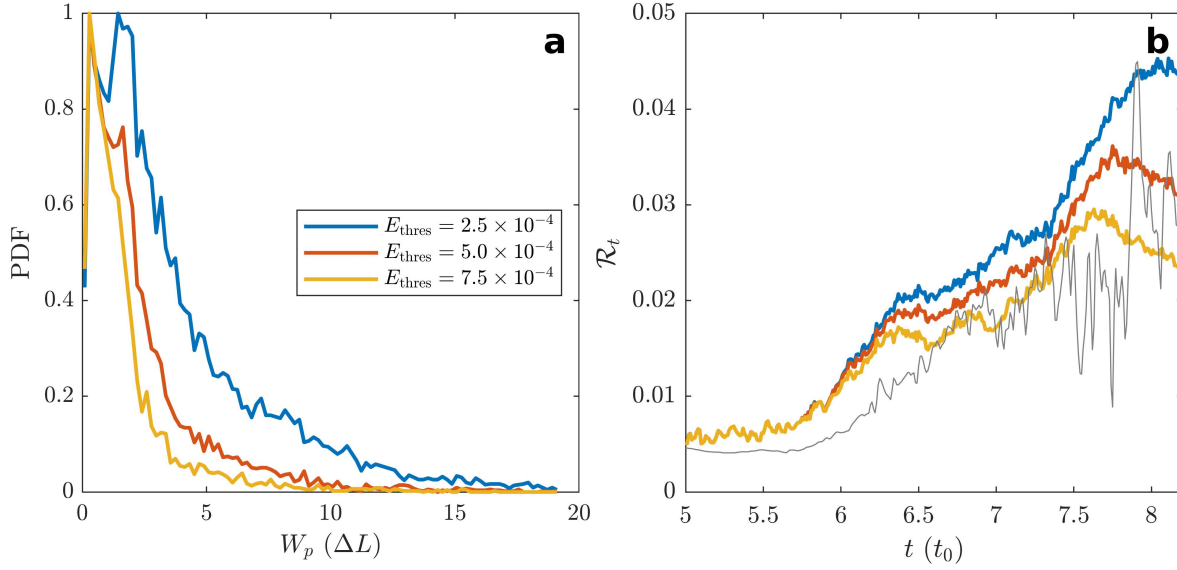 a
PDF
1
0.8
0.6
0.4
0.2
0
0
5
10
15
20
W_p (ΔL)
E_thres = 2.5 × 10^−4
E_thres = 5.0 × 10^−4
E_thres = 7.5 × 10^−4
b
ℛ_t
0.05
0.04
0.03
0.02
0.01
0
5
5.5
6
6.5
7
7.5
8
t (t_0)